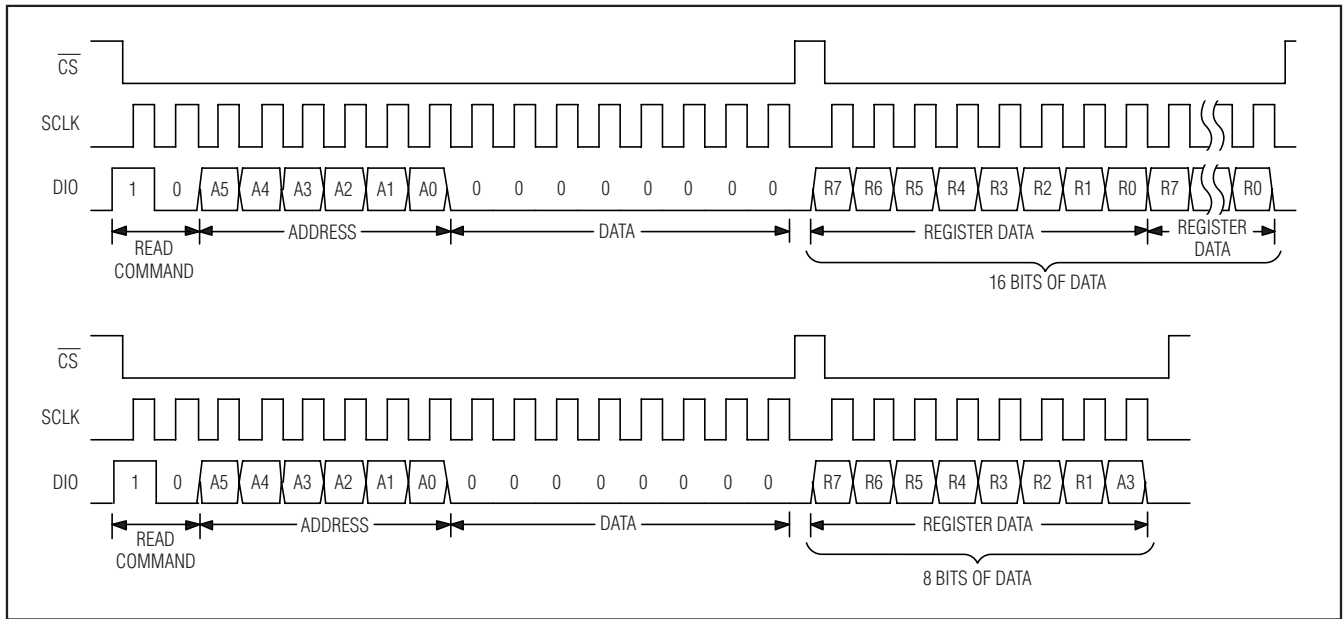 CS
SCLK
DIO 1 0 A5 A4 A3 A2 A1 A0 0 0 0 0 0 0 0 0 R7 R6 R5 R4 R3 R2 R1 R0 R7 R0
READ COMMAND ADDRESS DATA REGISTER DATA REGISTER DATA
16 BITS OF DATA
CS
SCLK
DIO 1 0 A5 A4 A3 A2 A1 A0 0 0 0 0 0 0 0 0 R7 R6 R5 R4 R3 R2 R1 A3
READ COMMAND ADDRESS DATA REGISTER DATA
8 BITS OF DATA